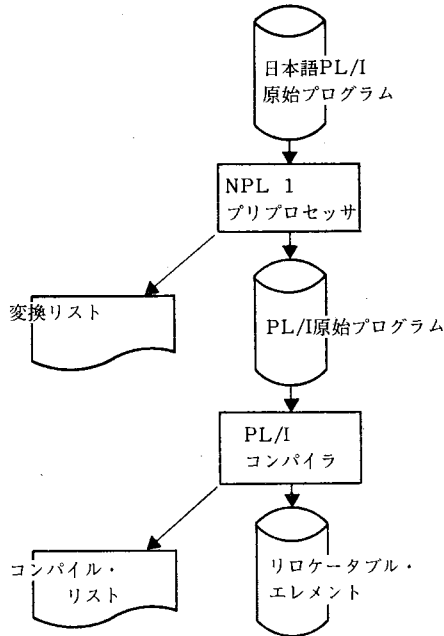 日本語PL/I
原始プログラム
NPL 1
プリプロセッサ
変換リスト
PL/I原始プログラム
PL/I
コンパイラ
コンパイル・
リスト
リロケータブル・
エレメント